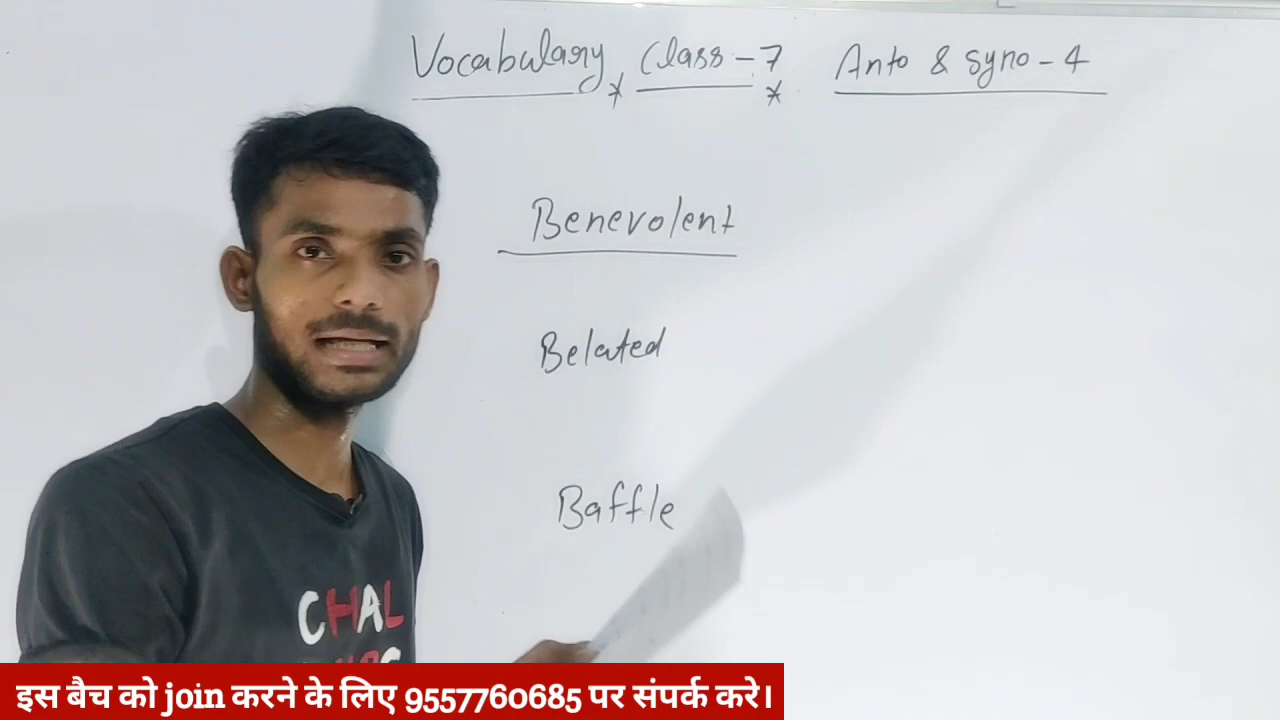 Vocabulary * Class-7 * Anto & Syno-4
Benevolent
Belated
Baffle
CHAL
इस बैच को join करने के लिए 9557760685 पर संपर्क करे।